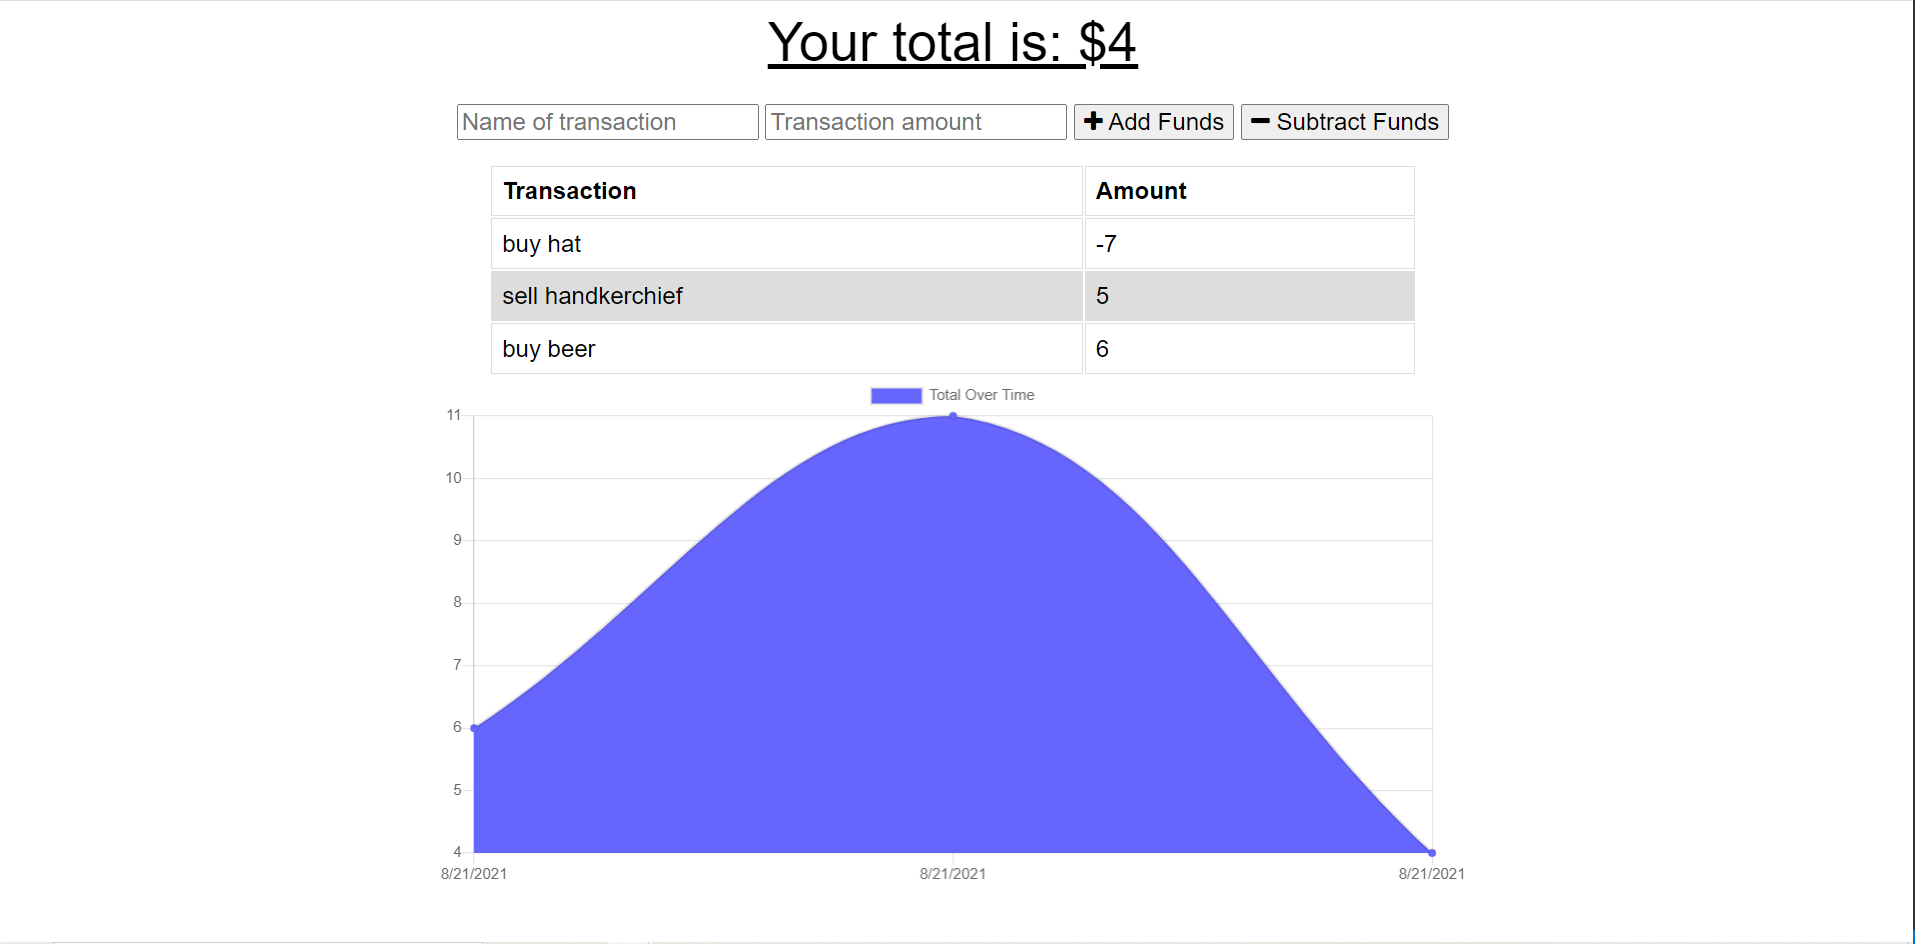 Your total is: $4
Name of transaction Transaction amount Add Funds Subtract Funds
Transaction Amount
buy hat -7
sell handkerchief 5
buy beer 6
Total Over Time
11
10
9
8
7
6
5
4
8/21/2021 8/21/2021 8/21/2021